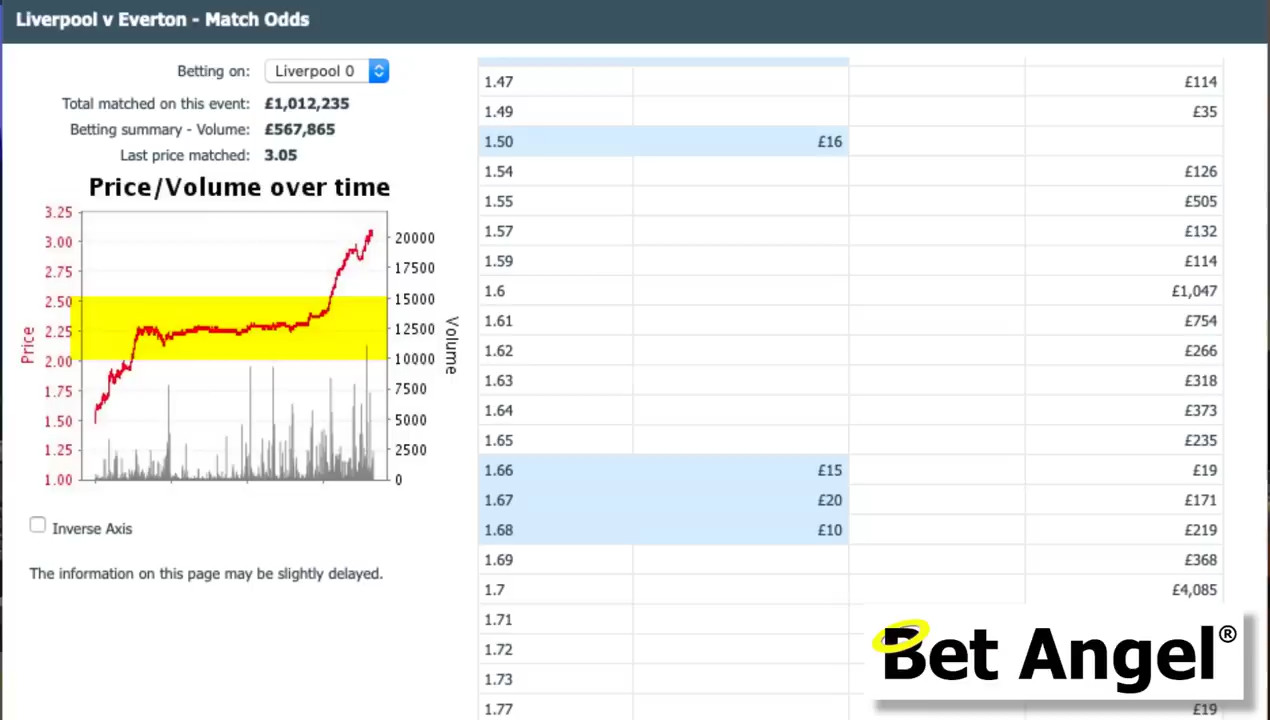 Liverpool v Everton - Match Odds
Betting on: Liverpool 0
Total matched on this event: £1,012,235
Betting summary - Volume: £567,865
Last price matched: 3.05
Price/Volume over time
3.25
3.00
2.75
2.50
2.25
2.00
1.75
1.50
1.25
1.00
Price
20000
17500
15000
12500
10000
7500
5000
2500
0
Volume
Inverse Axis
The information on this page may be slightly delayed.
1.47 £114
1.49 £35
1.50 £16
1.54 £126
1.55 £505
1.57 £132
1.59 £114
1.6 £1,047
1.61 £754
1.62 £266
1.63 £318
1.64 £373
1.65 £235
1.66 £15 £19
1.67 £20 £171
1.68 £10 £219
1.69 £368
1.7 £4,085
1.71
1.72
1.73
1.77 £19
Bet Angel®